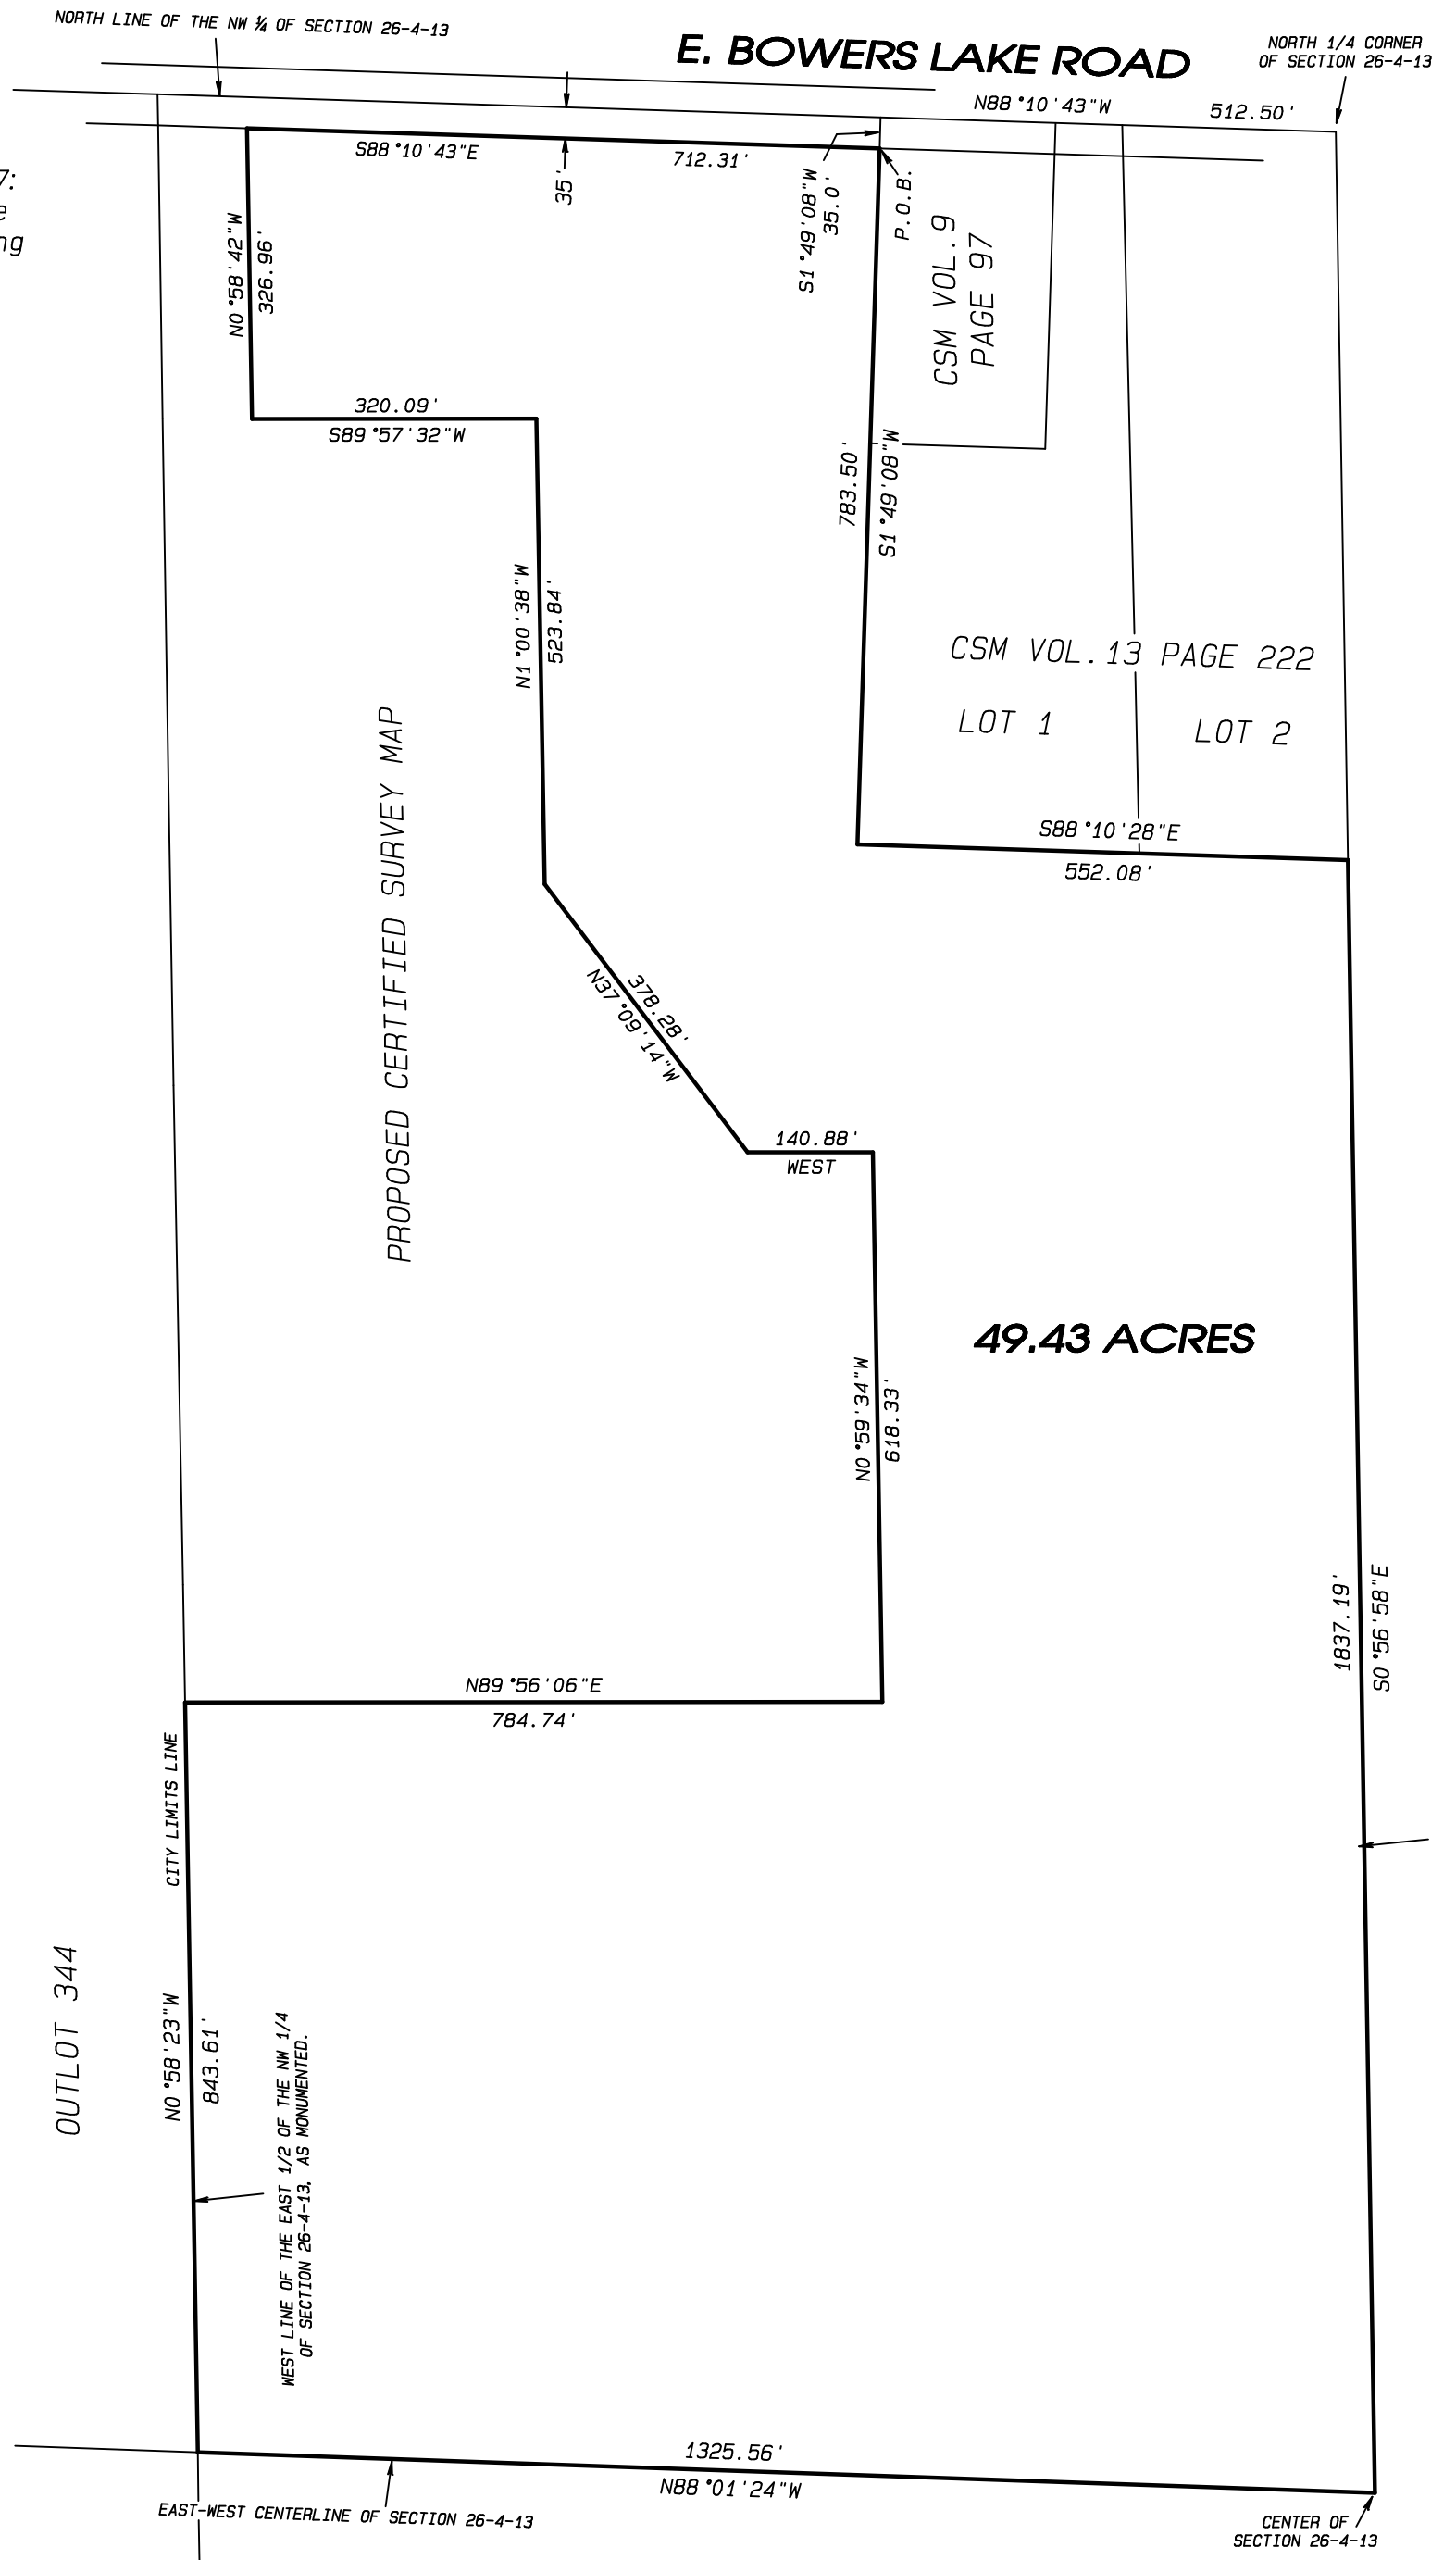 NORTH LINE OF THE NW ¼ OF SECTION 26-4-13
E. BOWERS LAKE ROAD
NORTH 1/4 CORNER
OF SECTION 26-4-13
N88°10'43"W
512.50'
S88°10'43"E
712.31'
35'
S1°49'08"W
35.0'
P.O.B.
7:
e
ng
N0°58'42"W
326.96'
CSM VOL.9
PAGE 97
320.09'
S89°57'32"W
783.50'
S1°49'08"W
N1°00'38"W
523.84'
CSM VOL.13 PAGE 222
LOT 1
LOT 2
PROPOSED CERTIFIED SURVEY MAP
S88°10'28"E
552.08'
378.28'
N37°09'14"W
140.88'
WEST
49.43 ACRES
N0°59'34"W
618.33'
1837.19'
S0°56'58"E
N89°56'06"E
784.74'
CITY LIMITS LINE
OUTLOT 344
N0°58'23"W
843.61'
WEST LINE OF THE EAST 1/2 OF THE NW 1/4
OF SECTION 26-4-13, AS MONUMENTED.
1325.56'
N88°01'24"W
EAST-WEST CENTERLINE OF SECTION 26-4-13
CENTER OF
SECTION 26-4-13